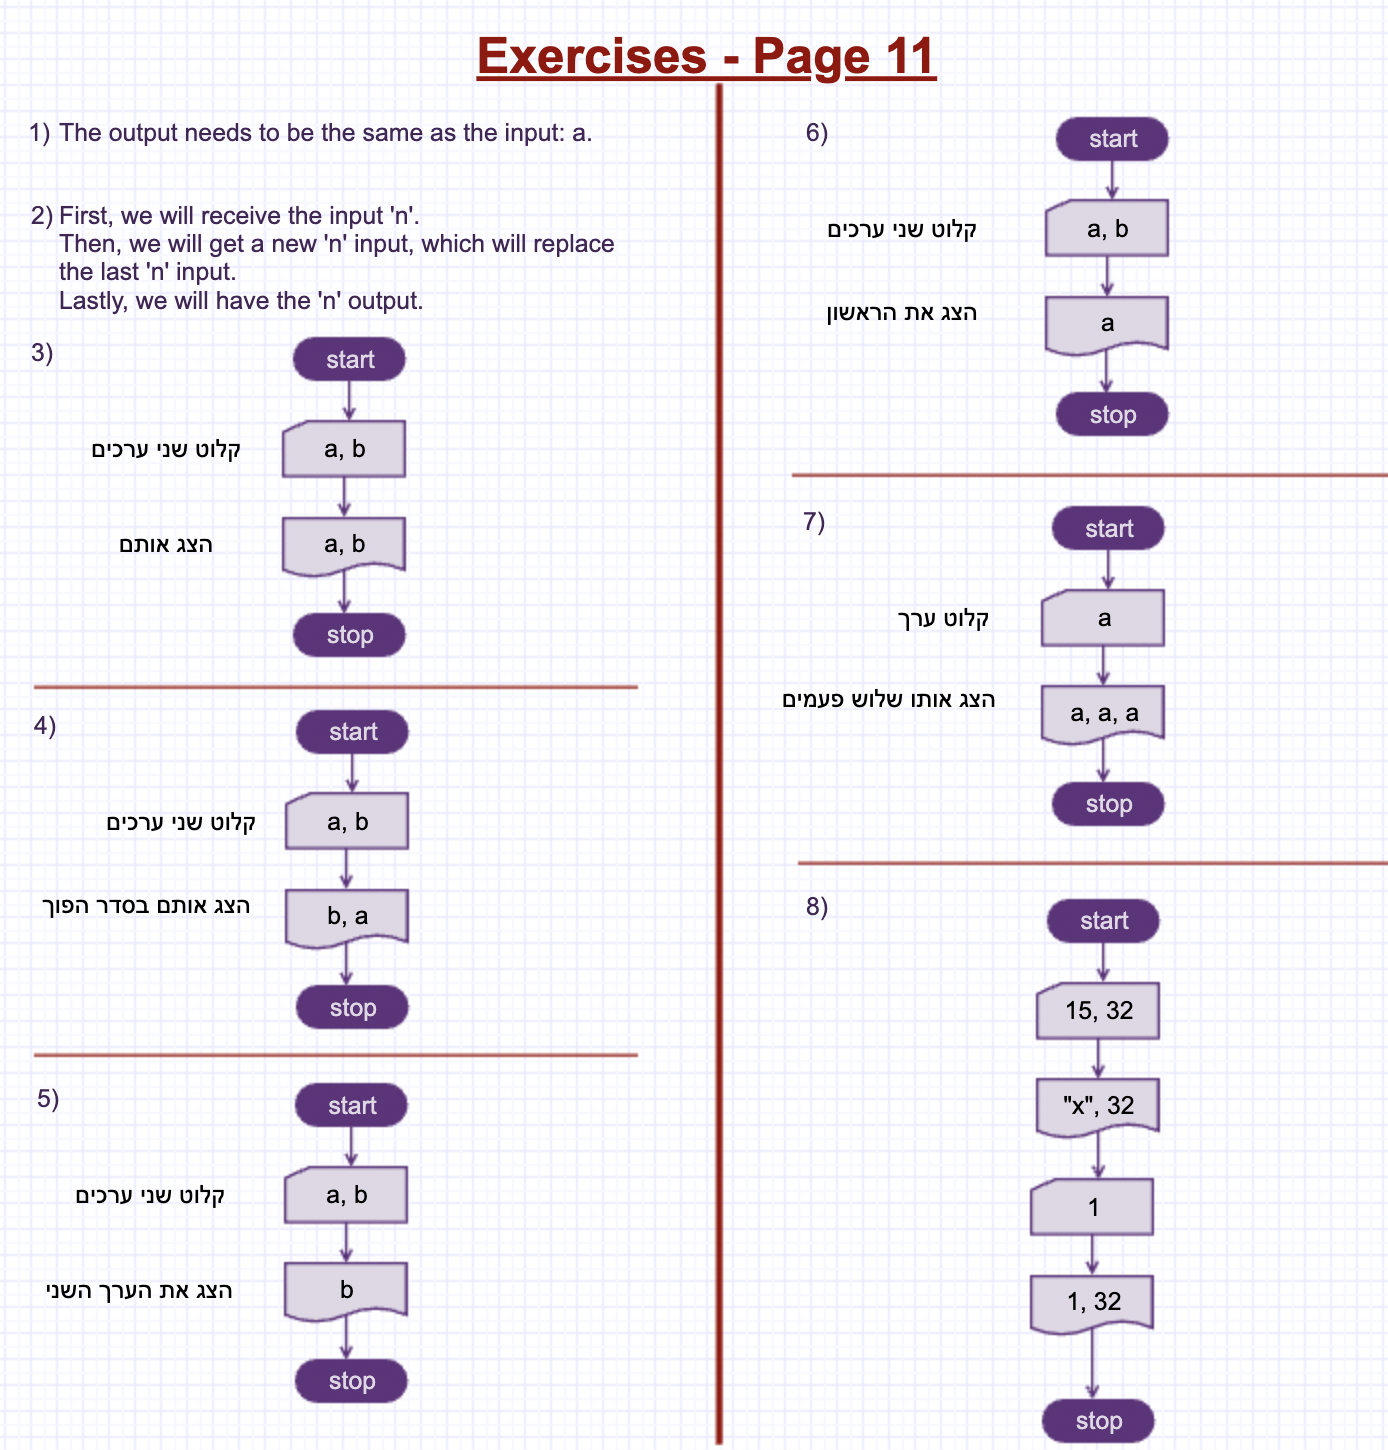 Exercises - Page 11
1) The output needs to be the same as the input: a.
2) First, we will receive the input 'n'.
Then, we will get a new 'n' input, which will replace
the last 'n' input.
Lastly, we will have the 'n' output.
3)
start
קלוט שני ערכים
a, b
הצג אותם
a, b
stop
4)
start
קלוט שני ערכים
a, b
הצג אותם בסדר הפוך
b, a
stop
5)
start
קלוט שני ערכים
a, b
הצג את הערך השני
b
stop
6)
start
קלוט שני ערכים
a, b
הצג את הראשון
a
stop
7)
start
קלוט ערך
a
הצג אותו שלוש פעמים
a, a, a
stop
8)
start
15, 32
"x", 32
1
1, 32
stop